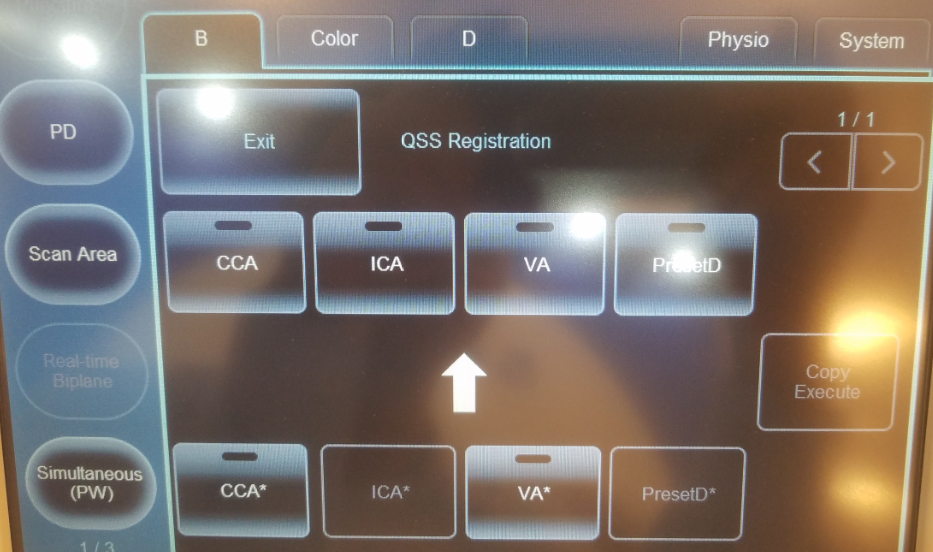 B
Color
D
Physio
System
PD
Exit
QSS Registration
1 / 1
< >
Scan Area
CCA
ICA
VA
PresetD
Real-time
Biplane
Copy
Execute
Simultaneous
(PW)
CCA*
ICA*
VA*
PresetD*
1 / 3